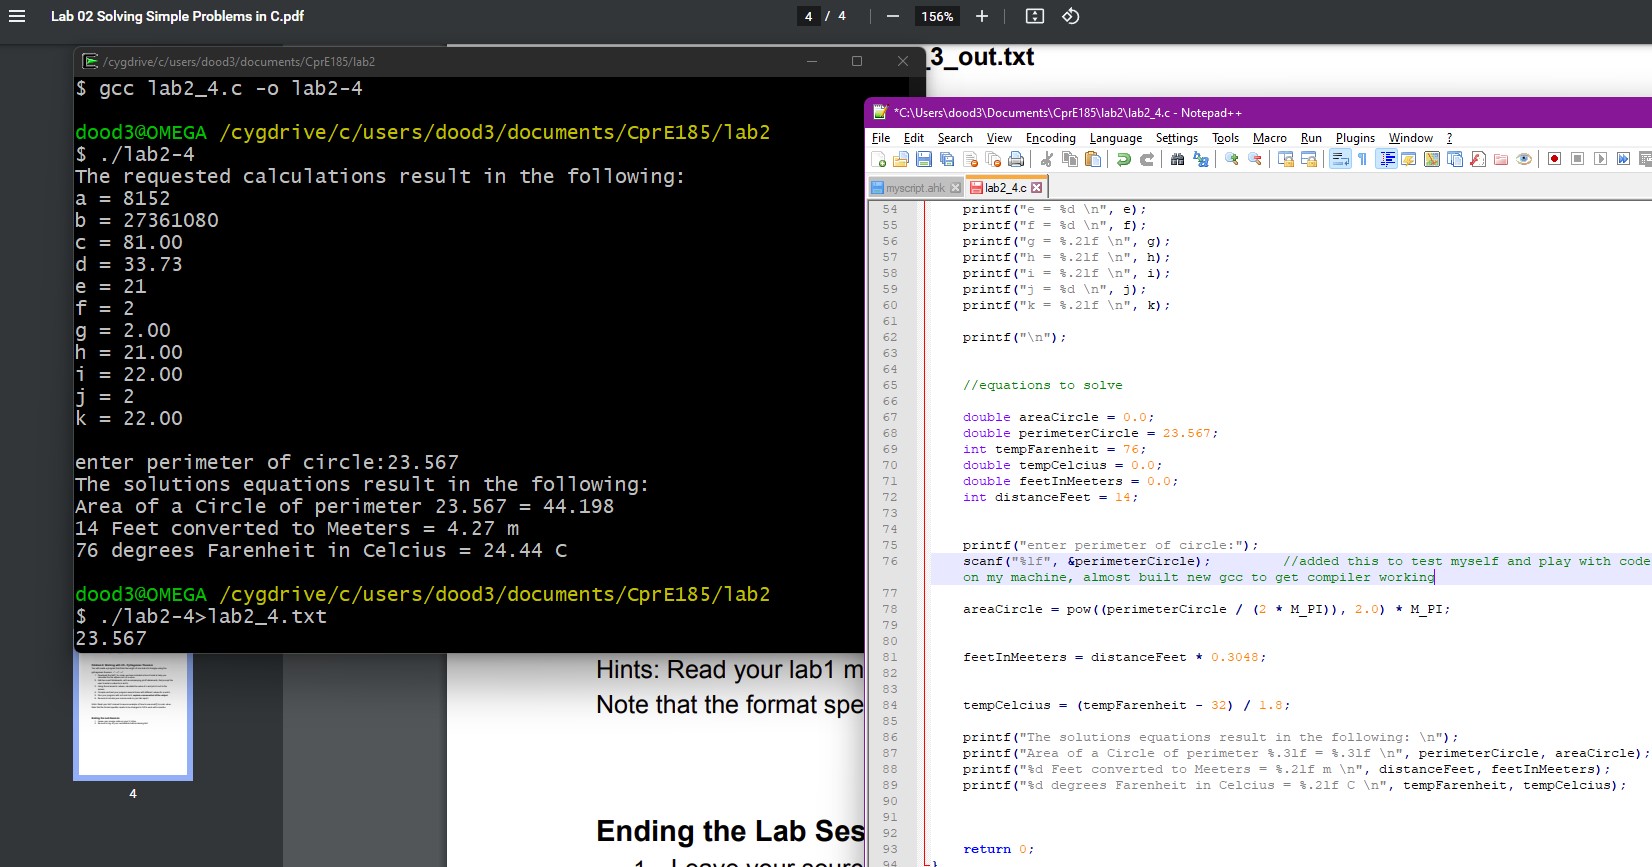 Lab 02 Solving Simple Problems in C.pdf
4 / 4
156%
_3_out.txt
/cygdrive/c/users/dood3/documents/CprE185/lab2
$ gcc lab2_4.c -o lab2-4
dood3@OMEGA /cygdrive/c/users/dood3/documents/CprE185/lab2
$ ./lab2-4
The requested calculations result in the following:
a = 8152
b = 27361080
c = 81.00
d = 33.73
e = 21
f = 2
g = 2.00
h = 21.00
i = 22.00
j = 2
k = 22.00
enter perimeter of circle:23.567
The solutions equations result in the following:
Area of a Circle of perimeter 23.567 = 44.198
14 Feet converted to Meeters = 4.27 m
76 degrees Farenheit in Celcius = 24.44 C
dood3@OMEGA /cygdrive/c/users/dood3/documents/CprE185/lab2
$ ./lab2-4>lab2_4.txt
23.567
4
Hints: Read your lab1 m
Note that the format spe
Ending the Lab Ses
*C:\Users\dood3\Documents\CprE185\lab2\lab2_4.c - Notepad++
File Edit Search View Encoding Language Settings Tools Macro Run Plugins Window ?
myscript.ahk lab2_4.c
54 printf("e = %d \n", e);
55 printf("f = %d \n", f);
56 printf("g = %.2lf \n", g);
57 printf("h = %.2lf \n", h);
58 printf("i = %.2lf \n", i);
59 printf("j = %d \n", j);
60 printf("k = %.2lf \n", k);
61
62 printf("\n");
63
64
65 //equations to solve
66
67 double areaCircle = 0.0;
68 double perimeterCircle = 23.567;
69 int tempFarenheit = 76;
70 double tempCelcius = 0.0;
71 double feetInMeeters = 0.0;
72 int distanceFeet = 14;
73
74
75 printf("enter perimeter of circle:");
76 scanf("%lf", &perimeterCircle); //added this to test myself and play with code
on my machine, almost built new gcc to get compiler working
77
78 areaCircle = pow((perimeterCircle / (2 * M_PI)), 2.0) * M_PI;
79
80
81 feetInMeeters = distanceFeet * 0.3048;
82
83
84 tempCelcius = (tempFarenheit - 32) / 1.8;
85
86 printf("The solutions equations result in the following: \n");
87 printf("Area of a Circle of perimeter %.3lf = %.3lf \n", perimeterCircle, areaCircle);
88 printf("%d Feet converted to Meeters = %.2lf m \n", distanceFeet, feetInMeeters);
89 printf("%d degrees Farenheit in Celcius = %.2lf C \n", tempFarenheit, tempCelcius);
90
91
92
93 return 0;
94 }